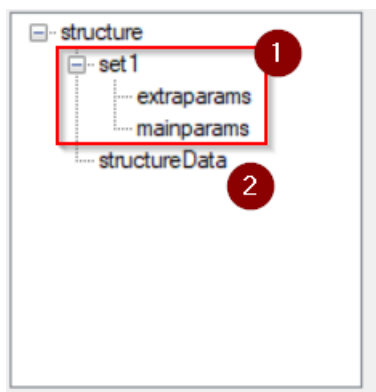 structure
set1
1
extraparams
mainparams
structureData
2